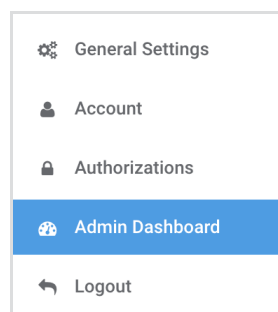 General Settings
Account
Authorizations
Admin Dashboard
Logout